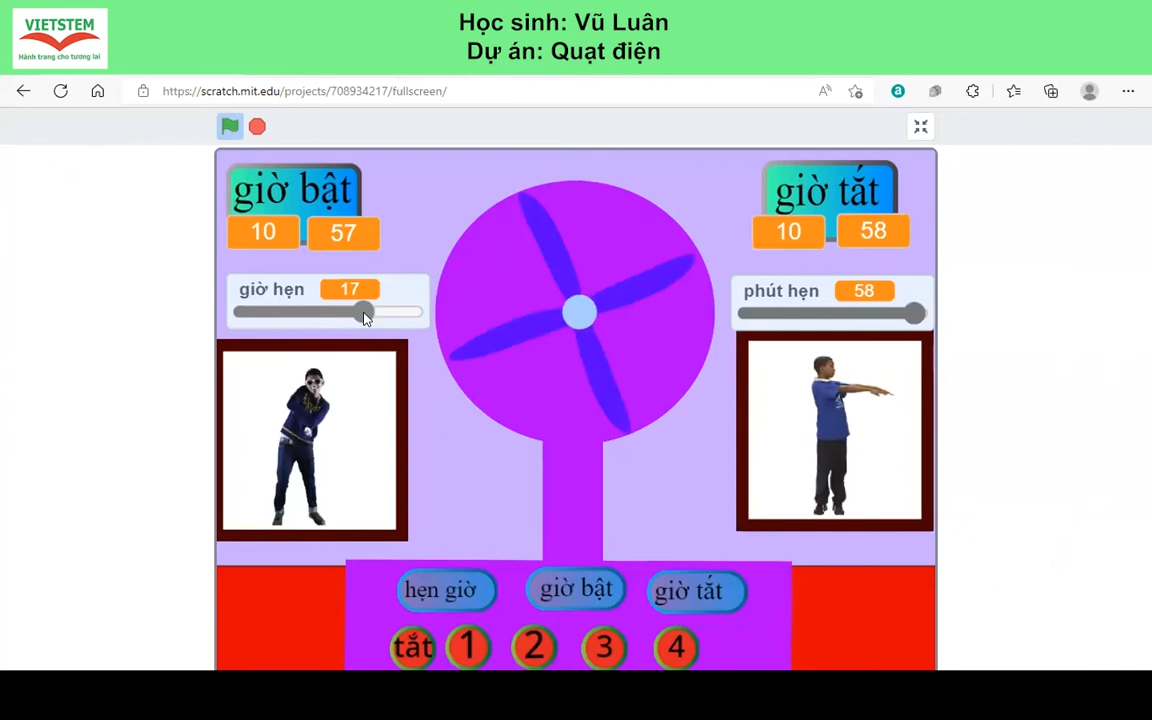 VIETSTEM
Hành trang cho tương lai
Học sinh: Vũ Luân
Dự án: Quạt điện
https://scratch.mit.edu/projects/708934217/fullscreen/
giờ bật
10 57
giờ tắt
10 58
giờ hẹn 17
phút hẹn 58
hẹn giờ giờ bật giờ tắt
tắt 1 2 3 4